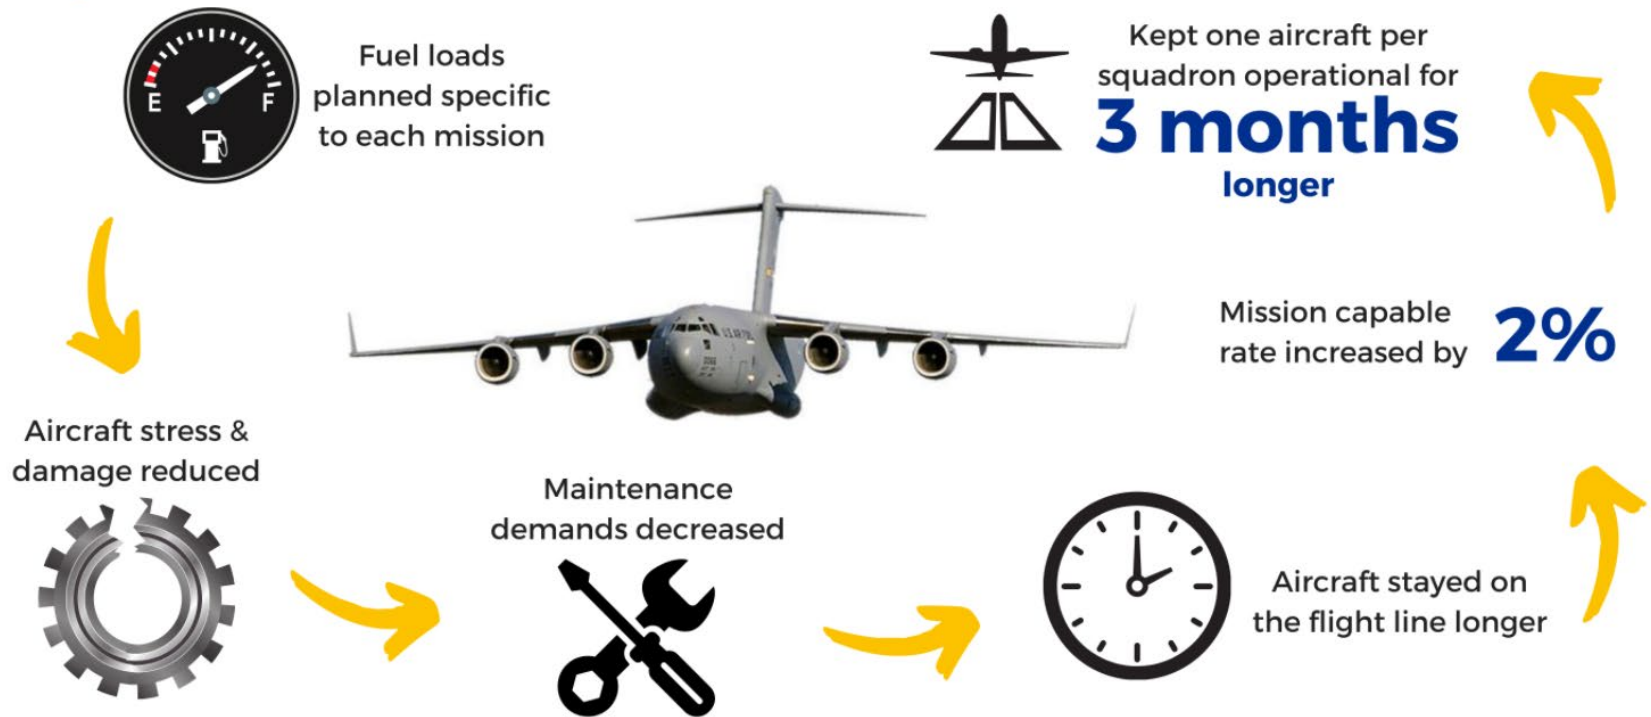 Fuel loads
planned specific
to each mission
E
F
Aircraft stress &
damage reduced
Maintenance
demands decreased
Aircraft stayed on
the flight line longer
Mission capable
rate increased by
2%
Kept one aircraft per
squadron operational for
3 months
longer